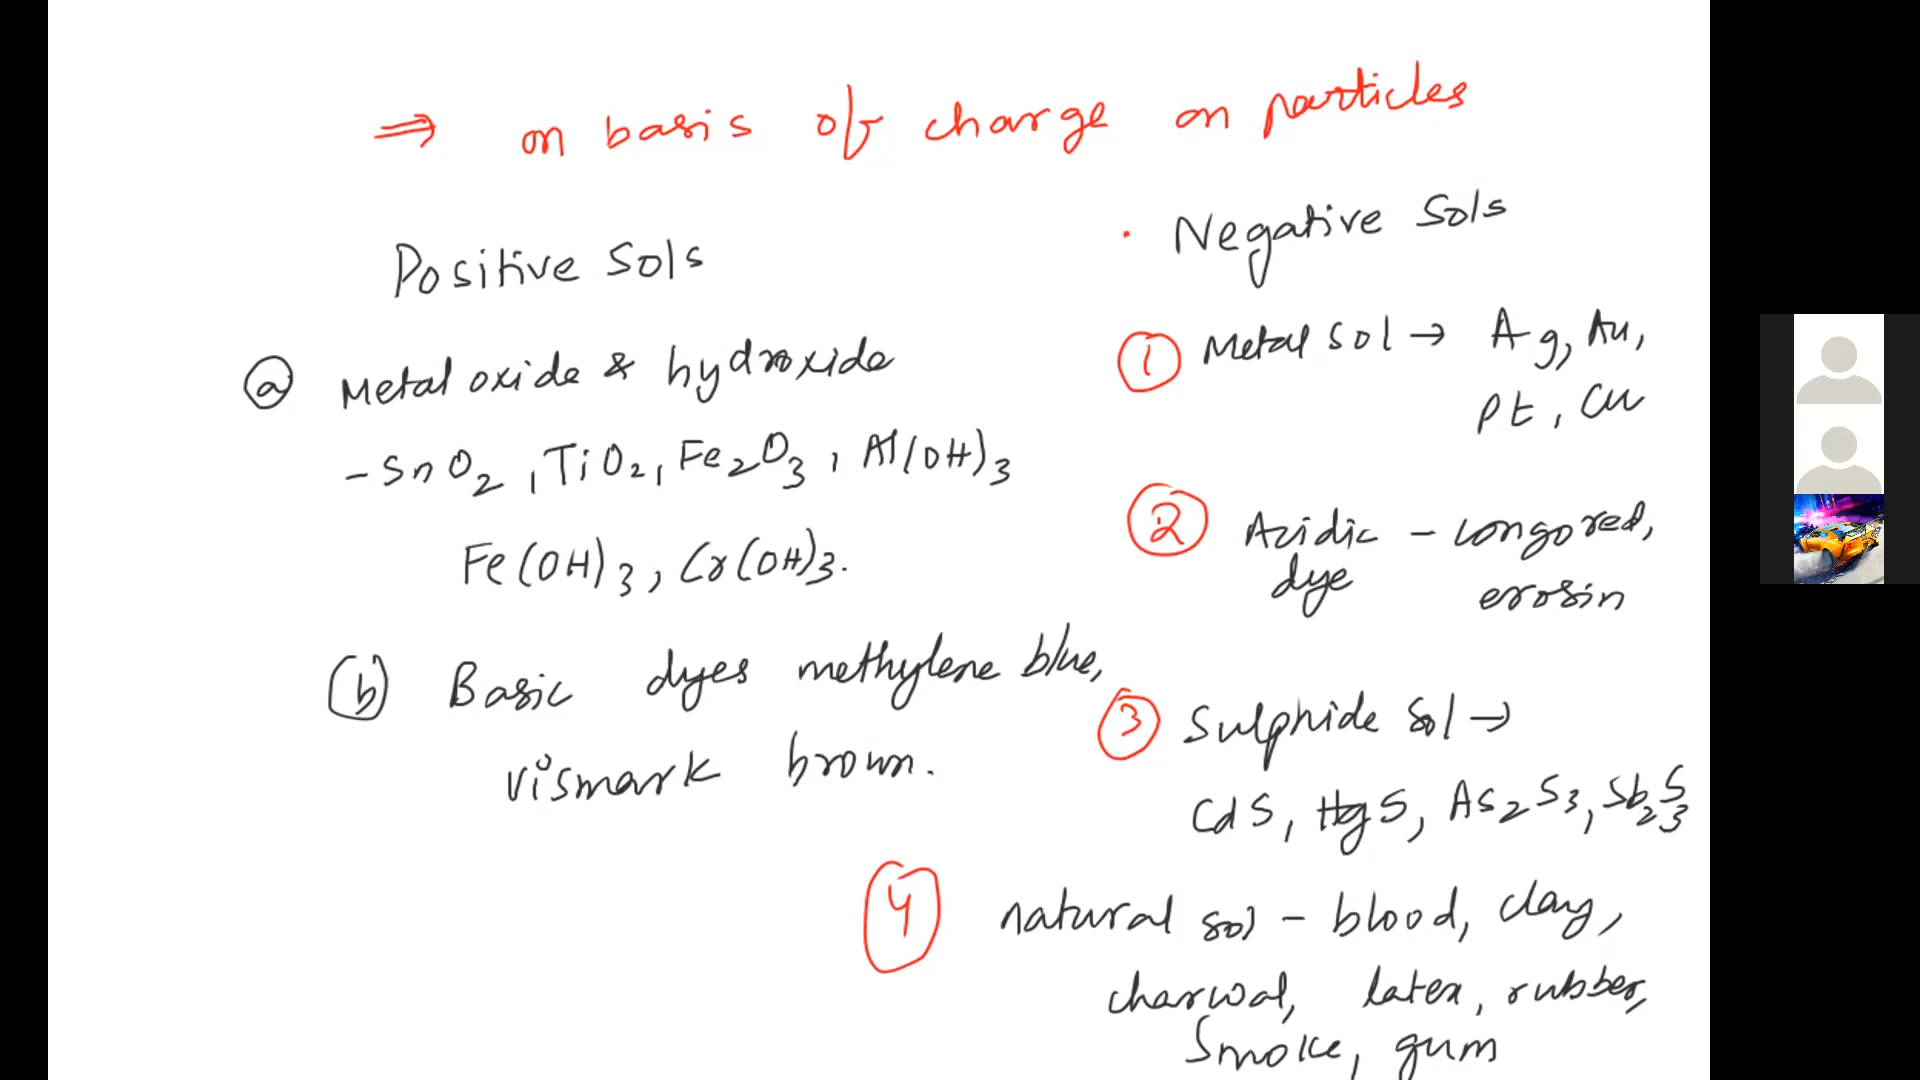 ⇒ on basis of charge on particles
Positive Sols
(a) Metal oxide & hydroxide
- SnO2, TiO2, Fe2O3, Al(OH)3
Fe(OH)3, Cr(OH)3.
(b) Basic dyes methylene blue,
vismark brown.
· Negative Sols
(1) Metal sol → Ag, Au,
Pt, Cu
(2) Acidic - congored,
dye erosin
(3) Sulphide sol →
CdS, HgS, As2S3, Sb2S3
(4) natural sol - blood, clay,
charcoal, latex, rubber,
Smoke, gum